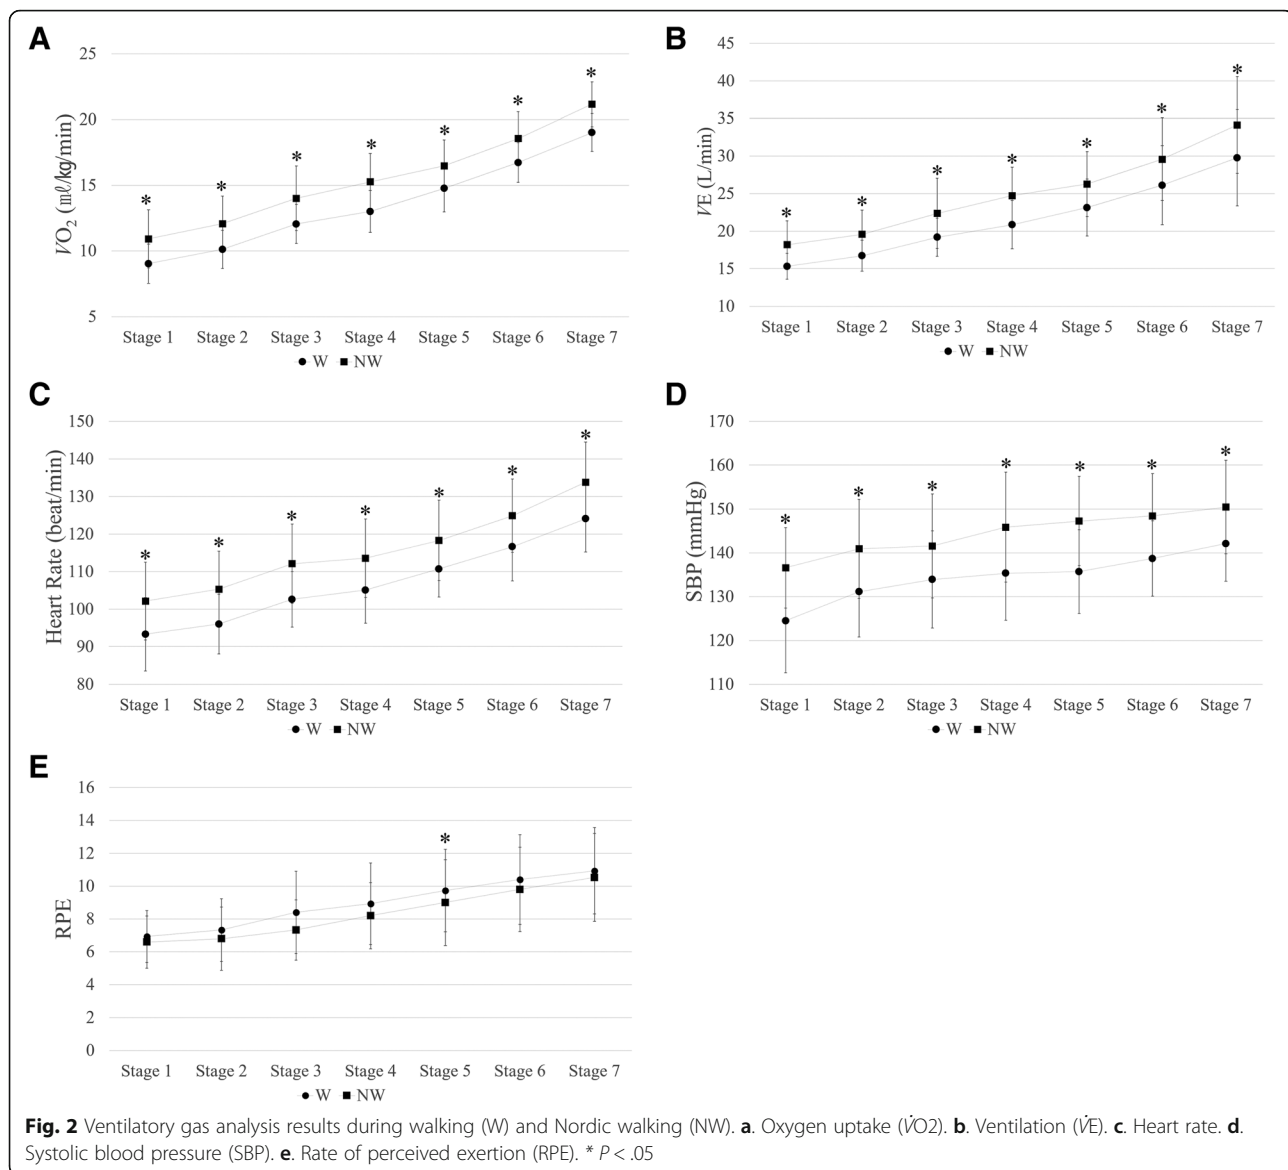 A
VO₂ (㎖/kg/min)
25
20
15
10
5
* * * * * * *
Stage 1 Stage 2 Stage 3 Stage 4 Stage 5 Stage 6 Stage 7
W NW
B
VE (L/min)
45
40
35
30
25
20
15
10
* * * * * * *
Stage 1 Stage 2 Stage 3 Stage 4 Stage 5 Stage 6 Stage 7
W NW
C
Heart Rate (beat/min)
150
140
130
120
110
100
90
80
* * * * * * *
Stage 1 Stage 2 Stage 3 Stage 4 Stage 5 Stage 6 Stage 7
W NW
D
SBP (mmHg)
170
160
150
140
130
120
110
* * * * * * *
Stage 1 Stage 2 Stage 3 Stage 4 Stage 5 Stage 6 Stage 7
W NW
E
RPE
16
14
12
10
8
6
4
2
0
*
Stage 1 Stage 2 Stage 3 Stage 4 Stage 5 Stage 6 Stage 7
W NW
Fig. 2 Ventilatory gas analysis results during walking (W) and Nordic walking (NW). a. Oxygen uptake (V̇O2). b. Ventilation (V̇E). c. Heart rate. d.
Systolic blood pressure (SBP). e. Rate of perceived exertion (RPE). * P < .05